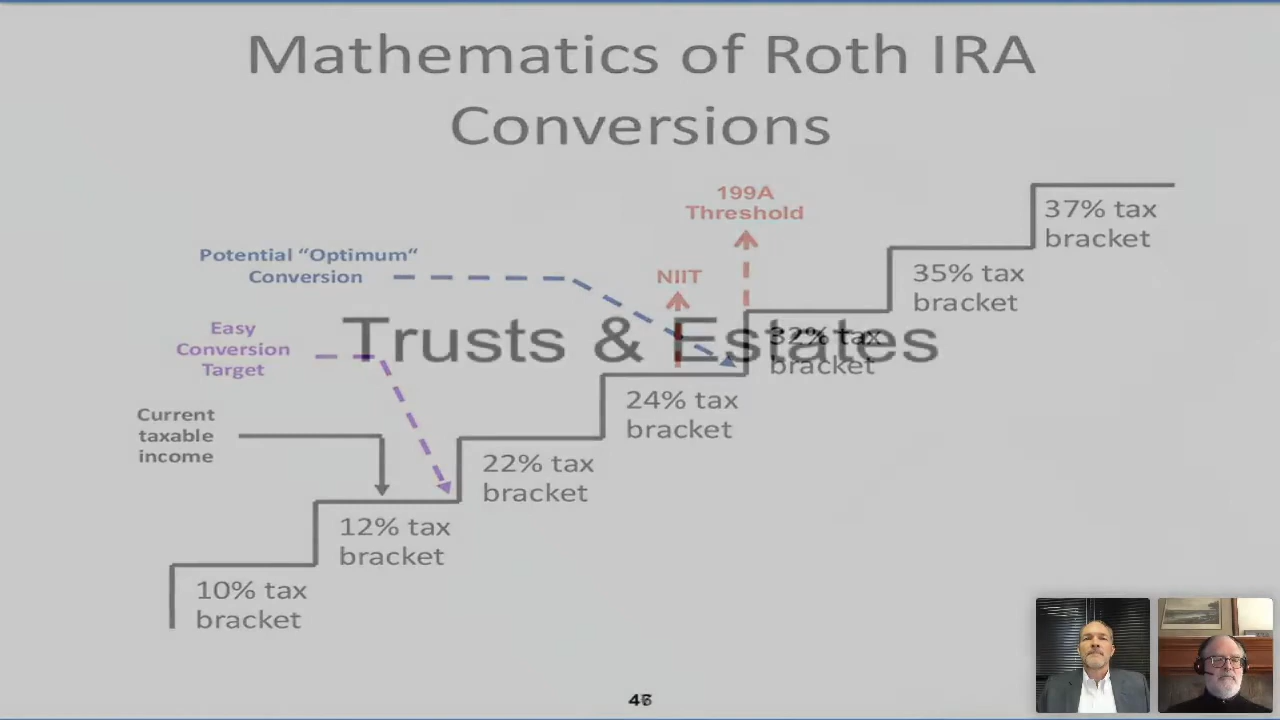 Mathematics of Roth IRA
Conversions
199A
Threshold
37% tax
bracket
Potential “Optimum“
Conversion
NIIT
35% tax
bracket
Easy
Conversion
Target
Trusts & Estates
32% tax
bracket
24% tax
bracket
Current
taxable
income
22% tax
bracket
12% tax
bracket
10% tax
bracket